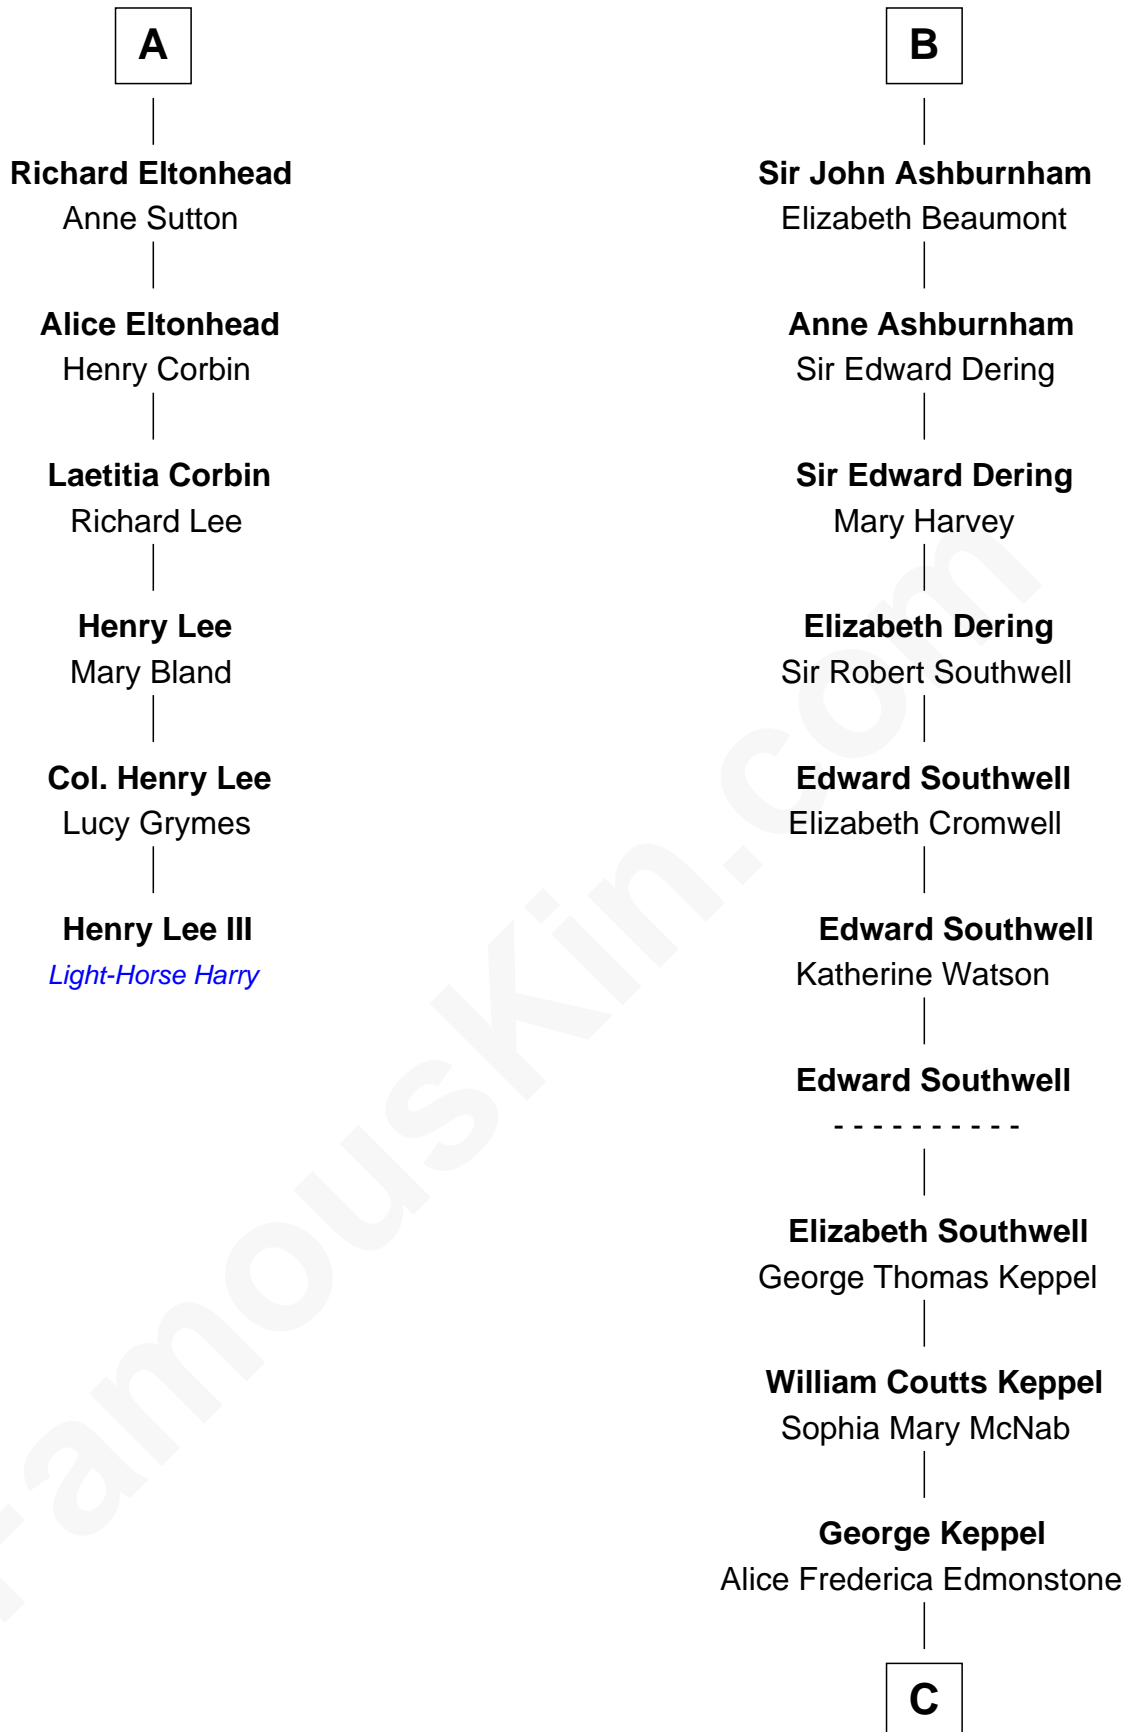 A
Richard Eltonhead
Anne Sutton
Alice Eltonhead
Henry Corbin
Laetitia Corbin
Richard Lee
Henry Lee
Mary Bland
Col. Henry Lee
Lucy Grymes
Henry Lee III
Light-Horse Harry
B
Sir John Ashburnham
Elizabeth Beaumont
Anne Ashburnham
Sir Edward Dering
Sir Edward Dering
Mary Harvey
Elizabeth Dering
Sir Robert Southwell
Edward Southwell
Elizabeth Cromwell
Edward Southwell
Katherine Watson
Edward Southwell
- - - - - - - - - -
Elizabeth Southwell
George Thomas Keppel
William Coutts Keppel
Sophia Mary McNab
George Keppel
Alice Frederica Edmonstone
C
FamousKin.com